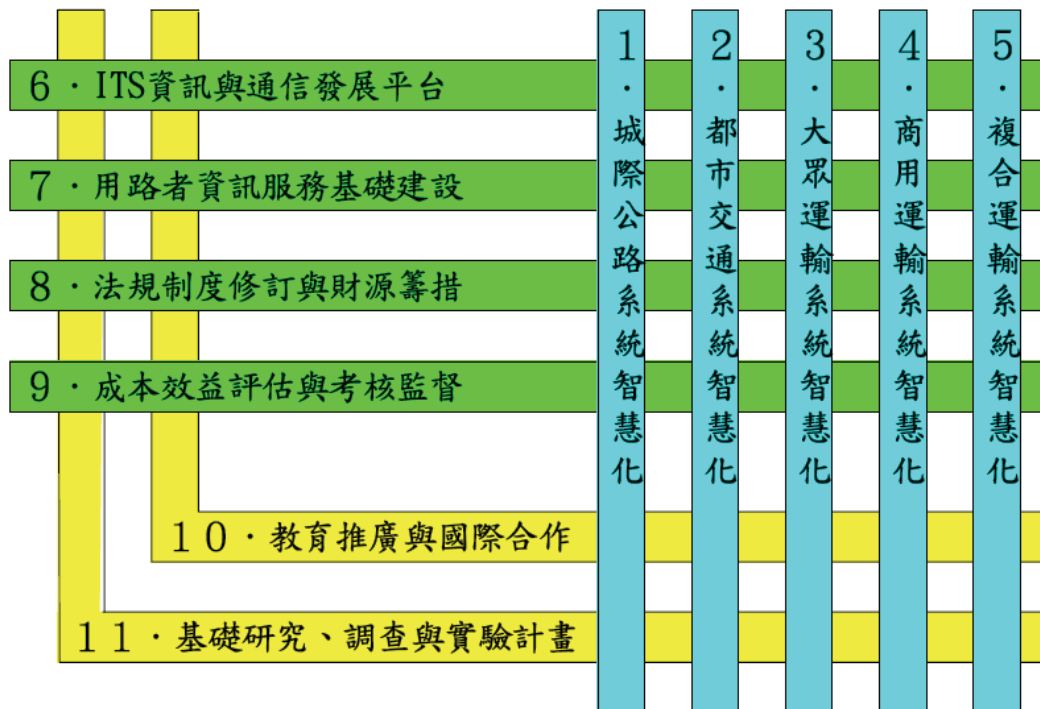 1．城際公路系統智慧化
2．都市交通系統智慧化
3．大眾運輸系統智慧化
4．商用運輸系統智慧化
5．複合運輸系統智慧化
6．ITS資訊與通信發展平台
7．用路者資訊服務基礎建設
8．法規制度修訂與財源籌措
9．成本效益評估與考核監督
10．教育推廣與國際合作
11．基礎研究、調查與實驗計畫